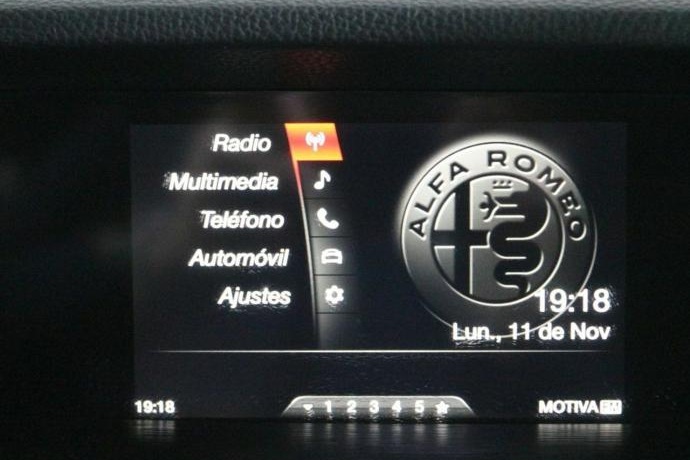 Radio
Multimedia
Teléfono
Automóvil
Ajustes
ALFA ROMEO
19:18
Lun., 11 de Nov
19:18
1 2 3 4 5
MOTIVA FM